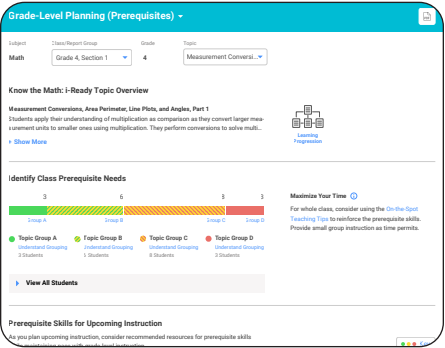 Grade-Level Planning (Prerequisites)
Subject
Class/Report Group
Grade
Topic
Math
Grade 4, Section 1
4
Measurement Conversi...
Know the Math: i-Ready Topic Overview
Measurement Conversions, Area Perimeter, Line Plots, and Angles, Part 1
Students apply their understanding of multiplication as comparison as they convert larger mea-
surement units to smaller ones using multiplication. They perform conversions to solve multi...
Show More
Learning
Progression
Identify Class Prerequisite Needs
3 6 8 3
Group A Group B Group C Group D
Topic Group A Topic Group B Topic Group C Topic Group D
Understand Grouping Understand Grouping Understand Grouping Understand Grouping
3 Students Students 8 Students 3 Students
Maximize Your Time
For whole class, consider using the On-the-Spot
Teaching Tips to reinforce the prerequisite skills.
Provide small group instruction as time permits.
View All Students
Prerequisite Skills for Upcoming Instruction
As you plan upcoming instruction, consider recommended resources for prerequisite skills